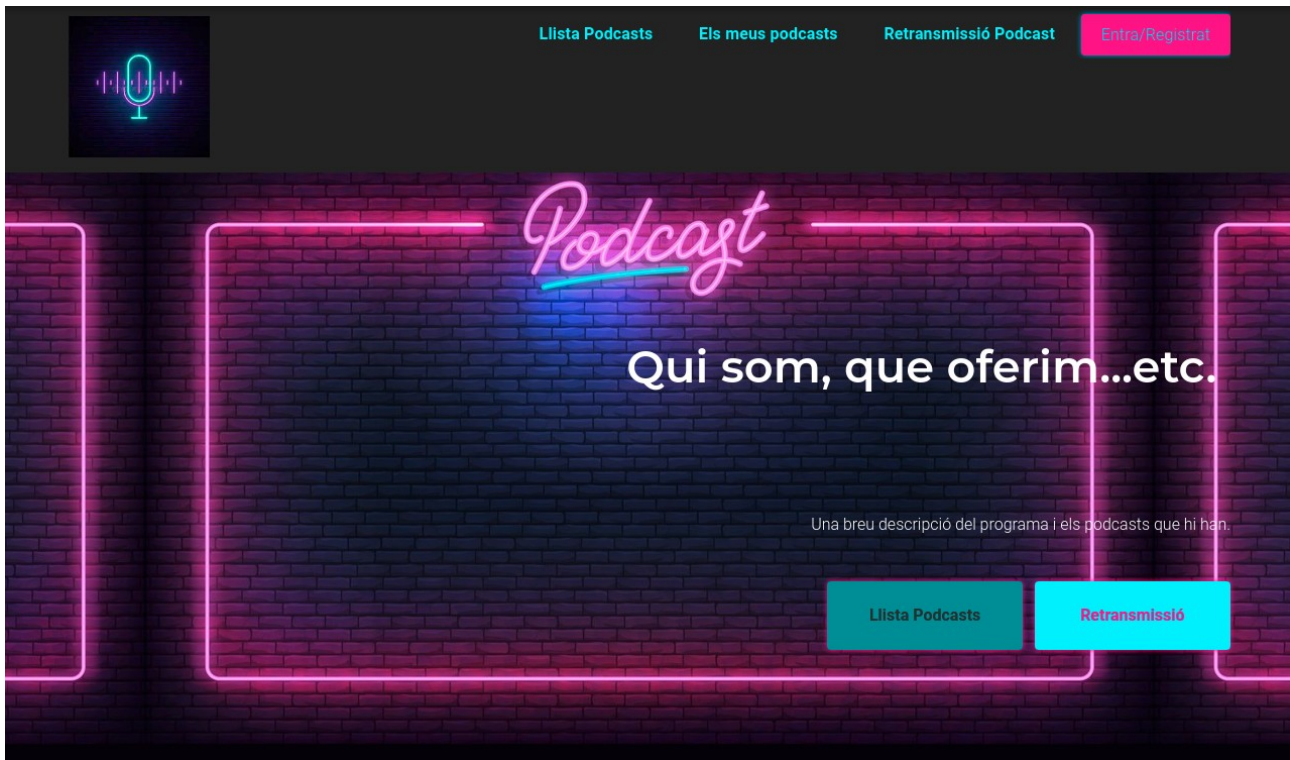 Llista Podcasts Els meus podcasts Retransmissió Podcast Entra/Registrat
Podcast
Qui som, que oferim...etc.
Una breu descripció del programa i els podcasts que hi han.
Llista Podcasts Retransmissió